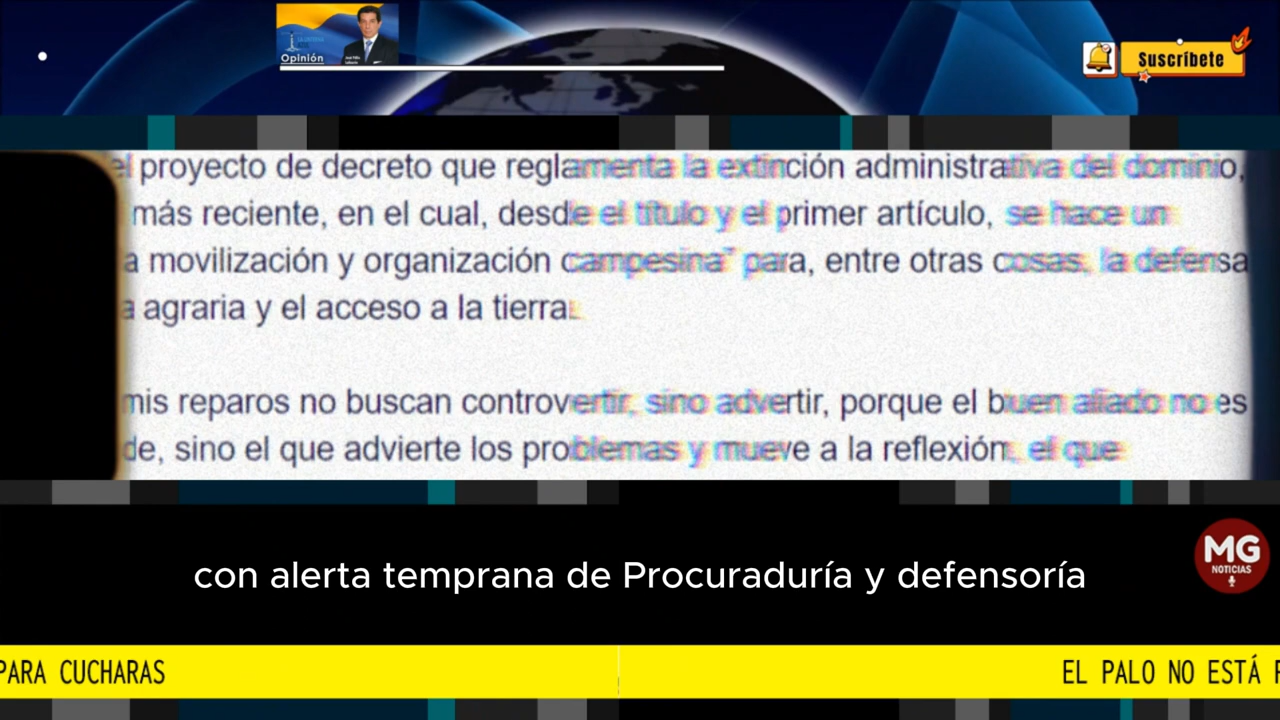 Opinión
Suscríbete
el proyecto de decreto que reglamenta la extinción administrativa del dominio,
más reciente, en el cual, desde el título y el primer artículo, se hace un
a movilización y organización campesina" para, entre otras cosas, la defensa
a agraria y el acceso a la tierra.
mis reparos no buscan controvertir, sino advertir, porque el buen aliado no es
de, sino el que advierte los problemas y mueve a la reflexión, el que
con alerta temprana de Procuraduría y defensoría
MG
NOTICIAS
PARA CUCHARAS
EL PALO NO ESTÁ